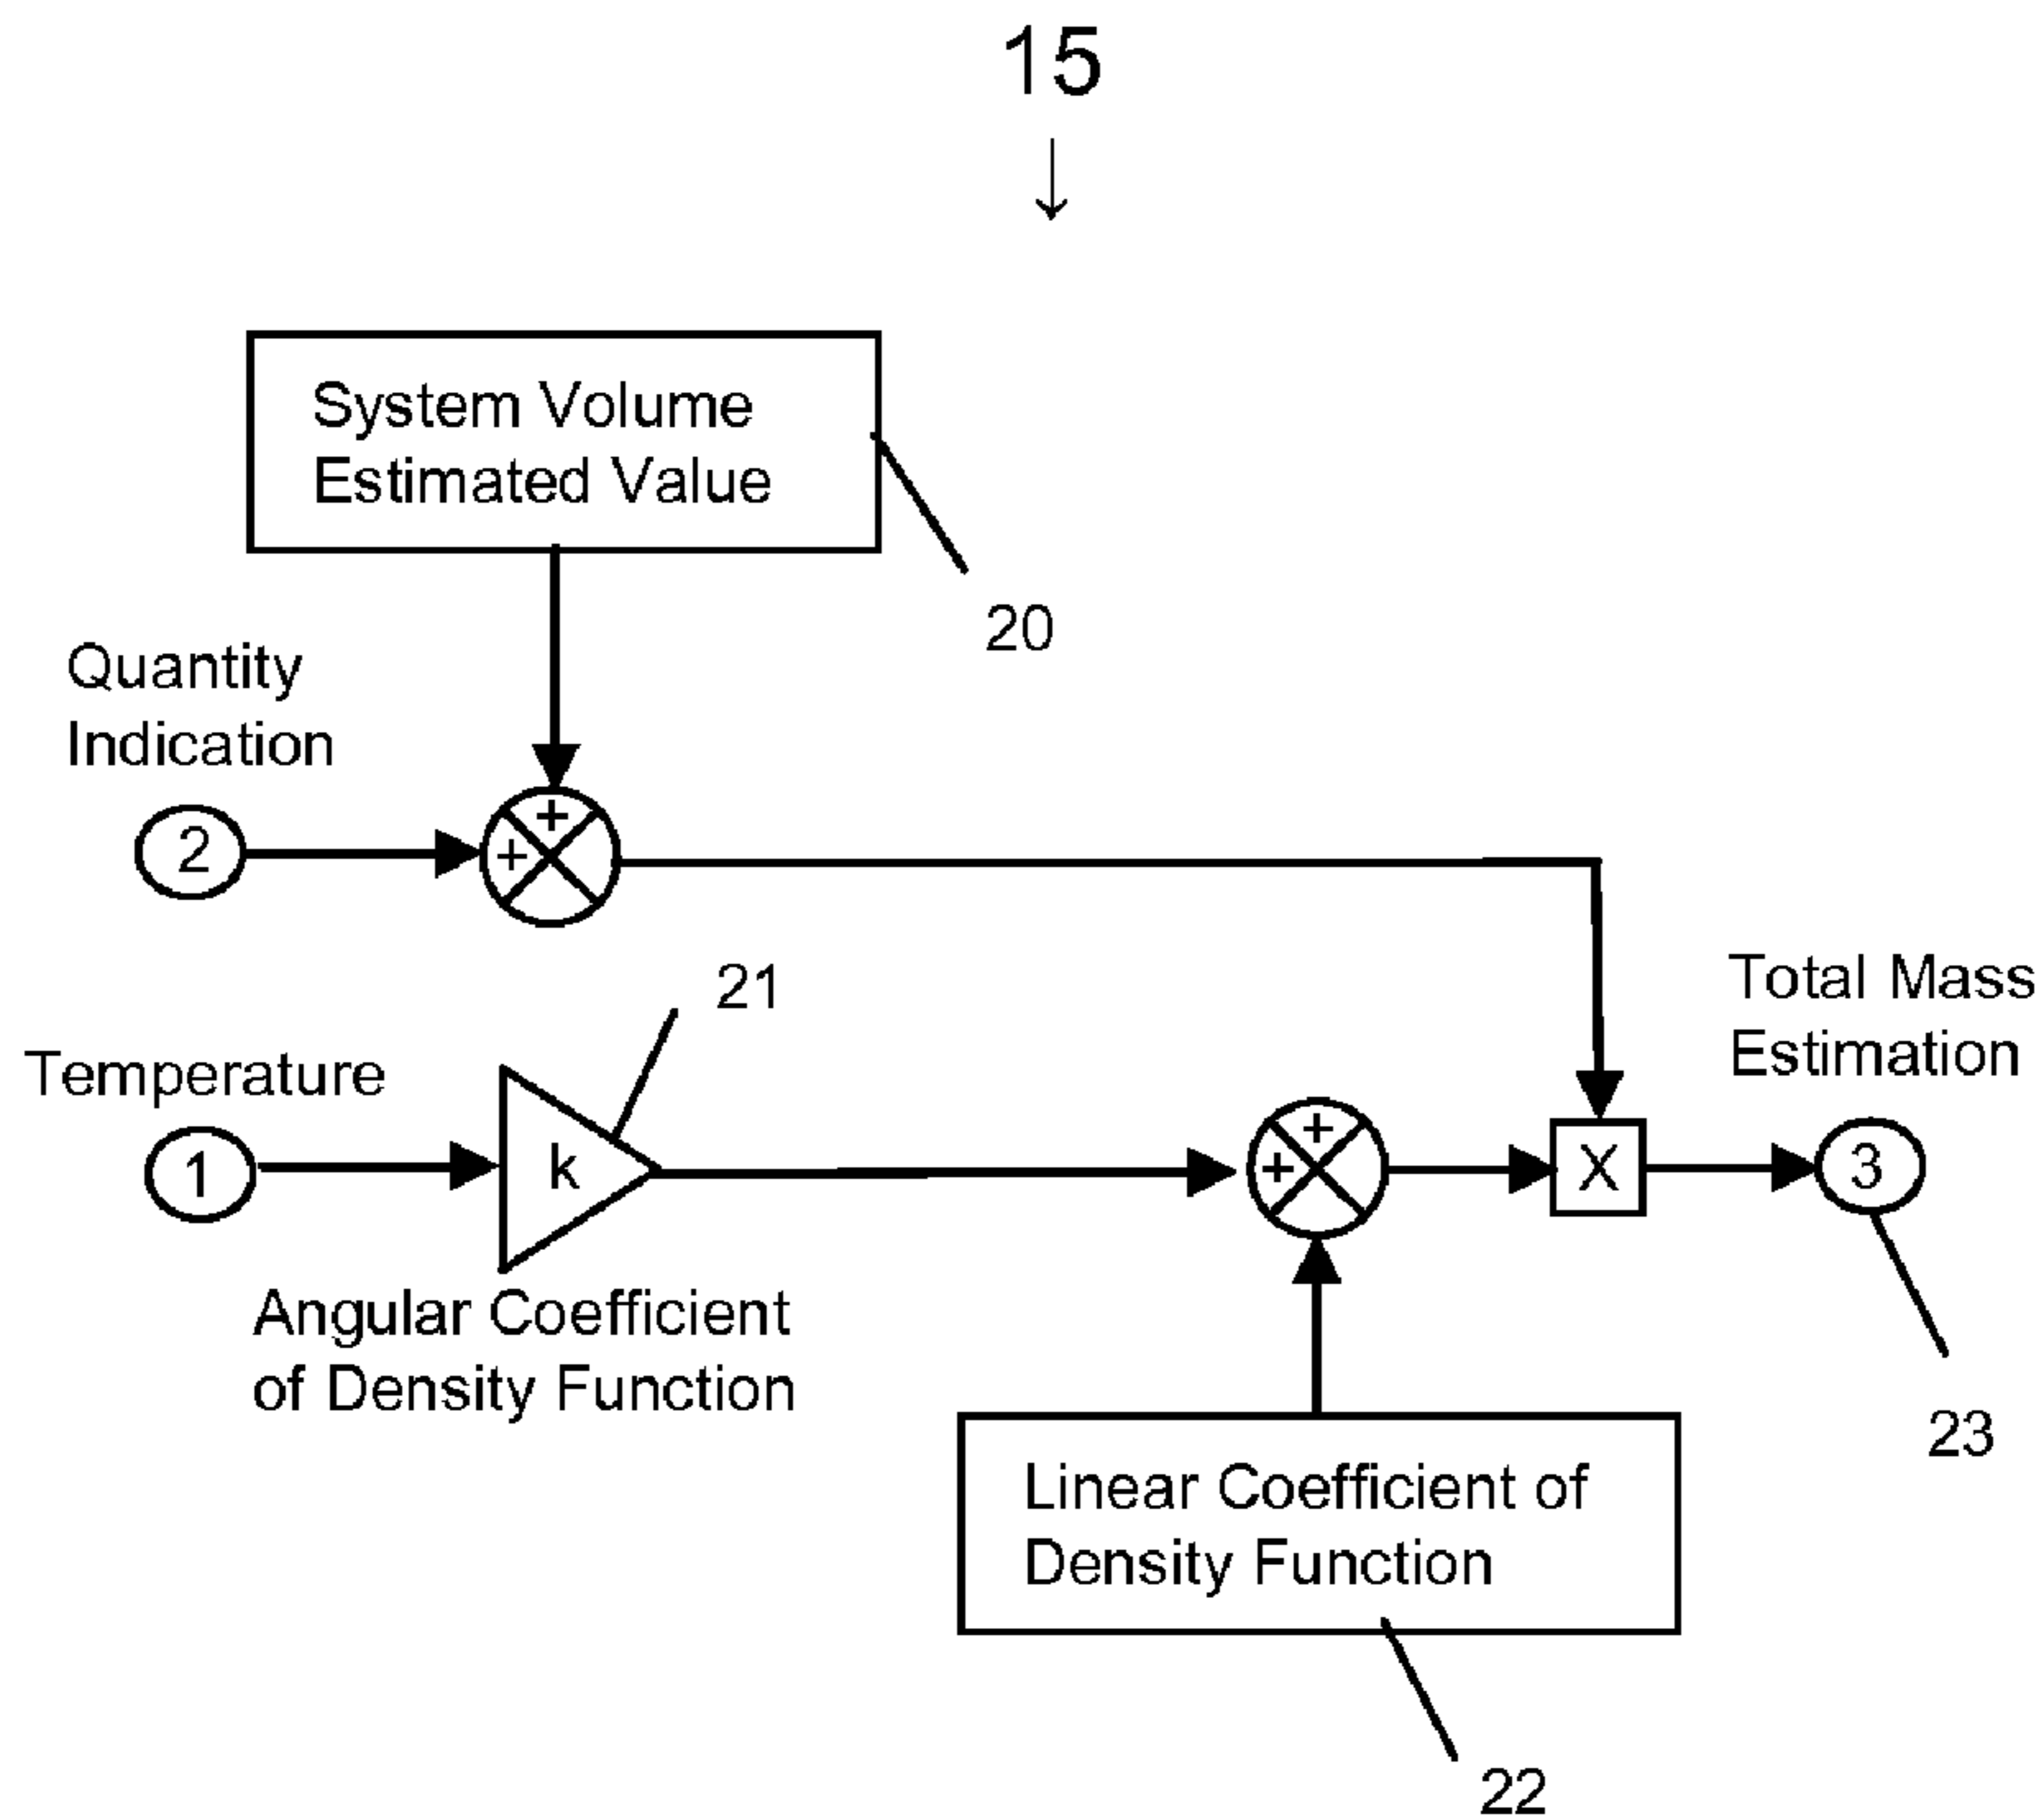 15
System Volume
Estimated Value
20
Quantity
Indication
+
2
+
21
Total Mass
Estimation
Temperature
+
1
k
+
X
3
Angular Coefficient
of Density Function
23
Linear Coefficient of
Density Function
22